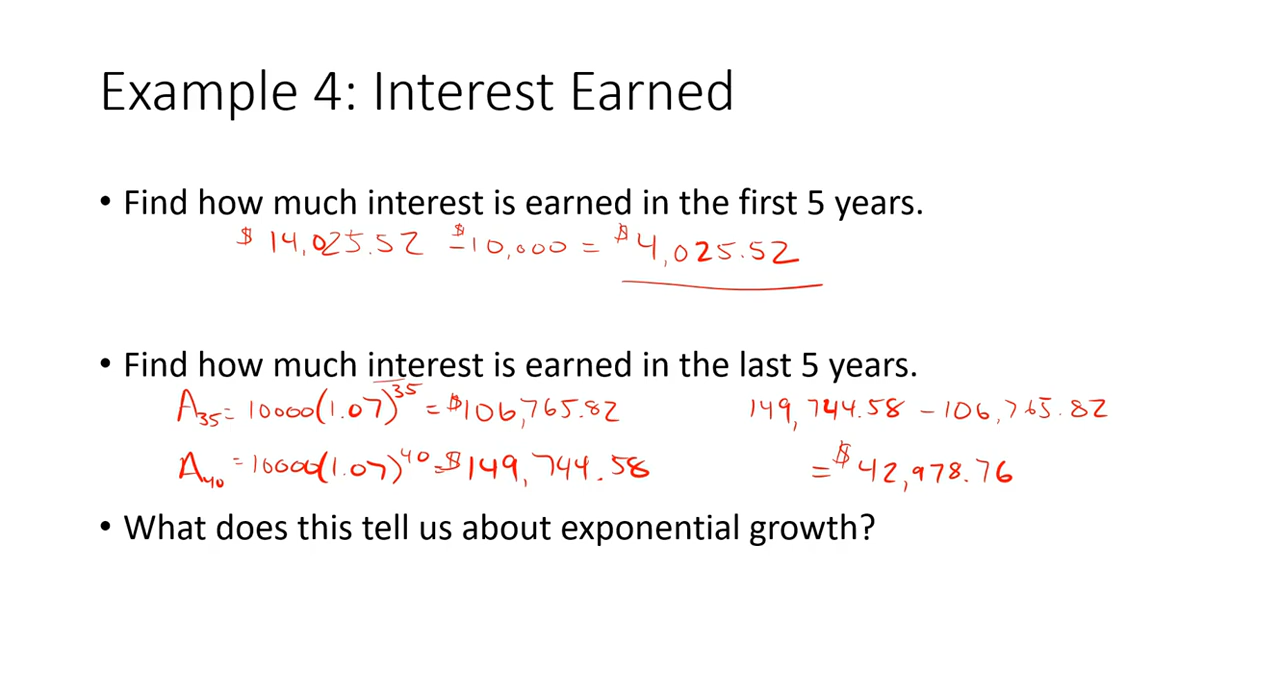 Example 4: Interest Earned
• Find how much interest is earned in the first 5 years.
$14,025.52 - $10,000 = $4,025.52
• Find how much interest is earned in the last 5 years.
A₃₅ = 10000(1.07)³⁵ = $106,765.82
149,744.58 - 106,765.82
A₄₀ = 10000(1.07)⁴⁰ = $149,744.58
= $42,978.76
• What does this tell us about exponential growth?